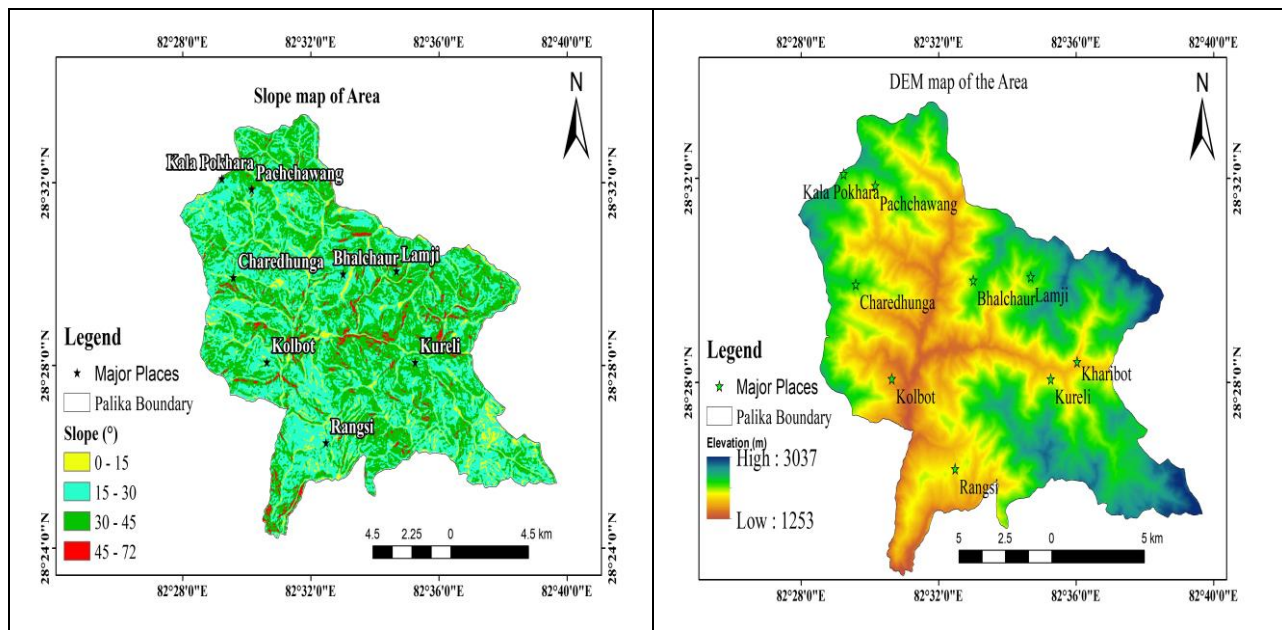 82°28'0"E 82°32'0"E 82°36'0"E 82°40'0"E
Slope map of Area
N
Kala Pokhara
Pachchawang
Charedhunga
Bhalchaur
Lamji
Kolbot
Kureli
Rangsi
28°32'0"N
28°28'0"N
28°24'0"N
28°32'0"N
28°28'0"N
28°24'0"N
Legend
Major Places
Palika Boundary
Slope (°)
0 - 15
15 - 30
30 - 45
45 - 72
4.5 2.25 0 4.5 km
82°28'0"E 82°32'0"E 82°36'0"E 82°40'0"E
82°28'0"E 82°32'0"E 82°36'0"E 82°40'0"E
DEM map of the Area
N
Kala Pokhara
Pachchawang
Charedhunga
Bhalchaur
Lamji
Kharibot
Kolbot
Kureli
Rangsi
28°32'0"N
28°28'0"N
28°32'0"N
28°28'0"N
Legend
Major Places
Palika Boundary
Elevation (m)
High : 3037
Low : 1253
5 2.5 0 5 km
82°28'0"E 82°32'0"E 82°36'0"E 82°40'0"E